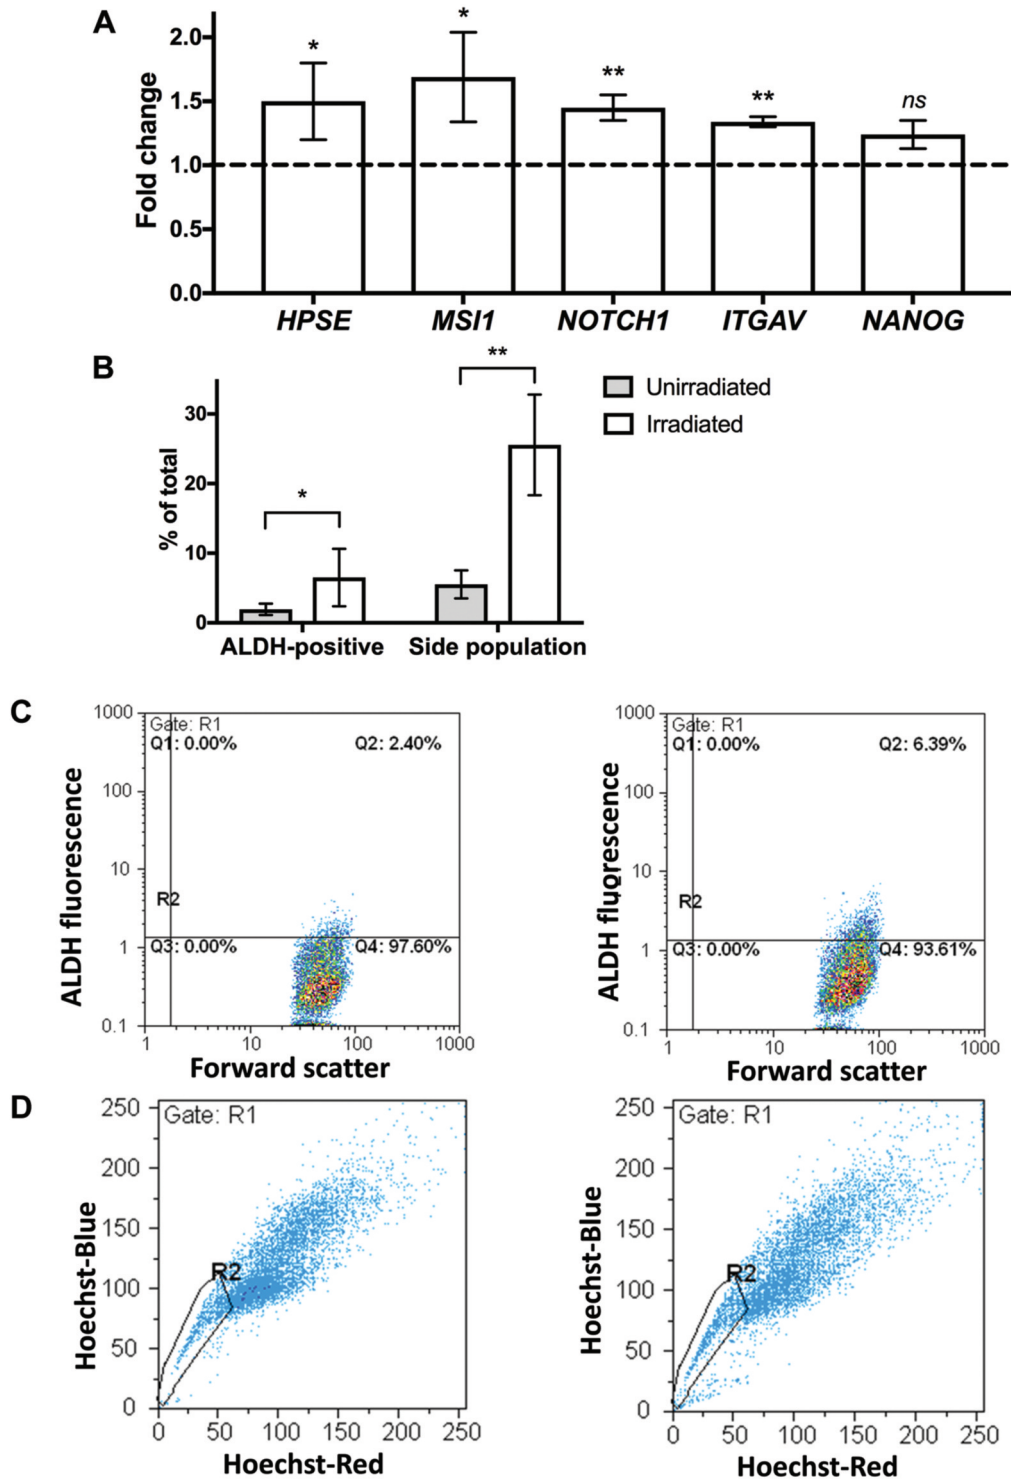 A
Fold change
2.0
1.5
1.0
0.5
0.0
*
*
**
**
ns
HPSE
MSI1
NOTCH1
ITGAV
NANOG
B
% of total
30
20
10
0
*
**
ALDH-positive
Side population
Unirradiated
Irradiated
C
ALDH fluorescence
1000
100
10
1
0.1
Gate: R1
Q1: 0.00%
Q2: 2.40%
R2
Q3: 0.00%
Q4: 97.60%
1
10
100
1000
Forward scatter
ALDH fluorescence
1000
100
10
1
0.1
Gate: R1
Q1: 0.00%
Q2: 6.39%
R2
Q3: 0.00%
Q4: 93.61%
1
10
100
1000
Forward scatter
D
Hoechst-Blue
250
200
150
100
50
0
Gate: R1
R2
0
50
100
150
200
250
Hoechst-Red
Hoechst-Blue
250
200
150
100
50
0
Gate: R1
R2
0
50
100
150
200
250
Hoechst-Red